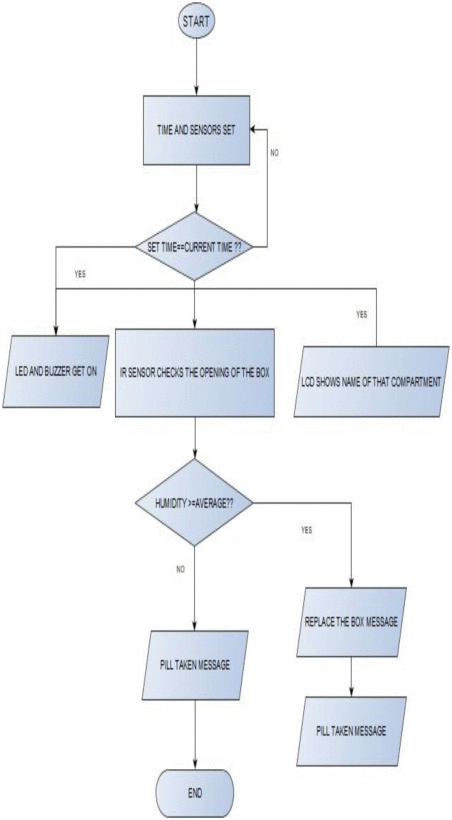 START
TIME AND SENSORS SET
NO
SET TIME==CURRENT TIME ??
YES
YES
LED AND BUZZER GET ON
IR SENSOR CHECKS THE OPENING OF THE BOX
LCD SHOWS NAME OF THAT COMPARTMENT
HUMIDITY >=AVERAGE??
YES
NO
REPLACE THE BOX MESSAGE
PILL TAKEN MESSAGE
PILL TAKEN MESSAGE
END